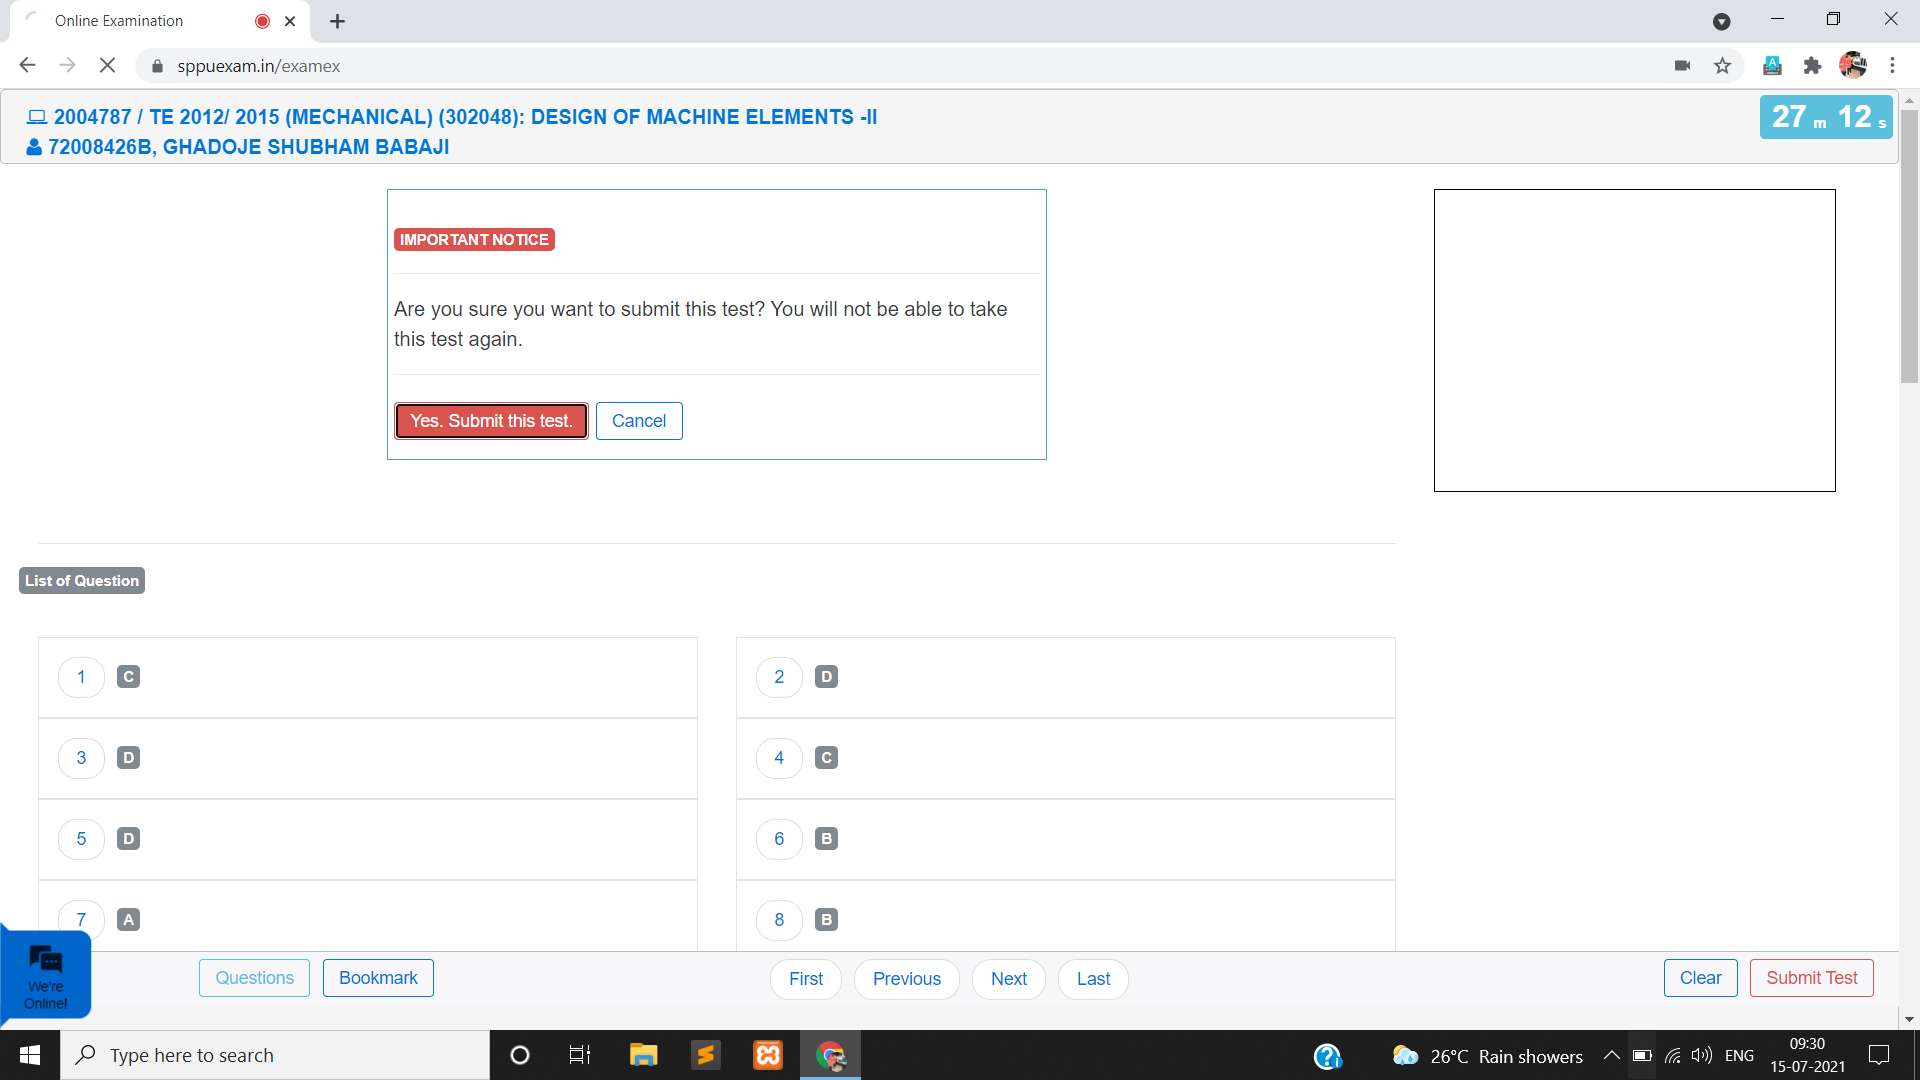 Online Examination
sppuexam.in/examex
2004787 / TE 2012/ 2015 (MECHANICAL) (302048): DESIGN OF MACHINE ELEMENTS -II
27 m 12 s
72008426B, GHADOJE SHUBHAM BABAJI
IMPORTANT NOTICE
Are you sure you want to submit this test? You will not be able to take
this test again.
Yes. Submit this test. Cancel
List of Question
1 C
2 D
3 D
4 C
5 D
6 B
7 A
8 B
We're
Online!
Questions Bookmark First Previous Next Last Clear Submit Test
Type here to search
26°C Rain showers
ENG
09:30
15-07-2021